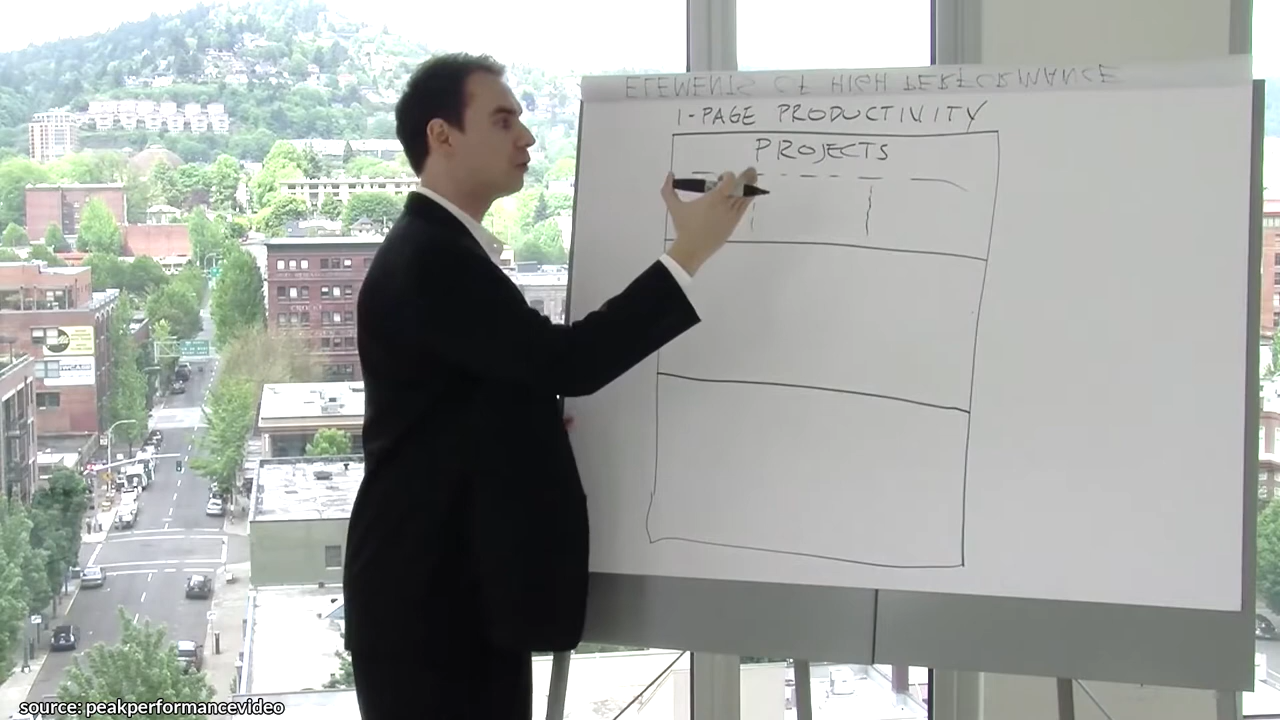 ELEMENTS OF HIGH PERFORMANCE
1-PAGE PRODUCTIVITY
PROJECTS
source: peakperformancevideo